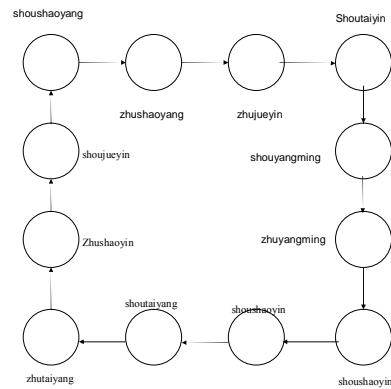 shoushaoyang
Shoutaiyin
zhushaoyang
zhujueyin
shoujueyin
shouyangming
Zhushaoyin
zhuyangming
shoutaiyang
shoushaoyin
zhutaiyang
shoushaoyin